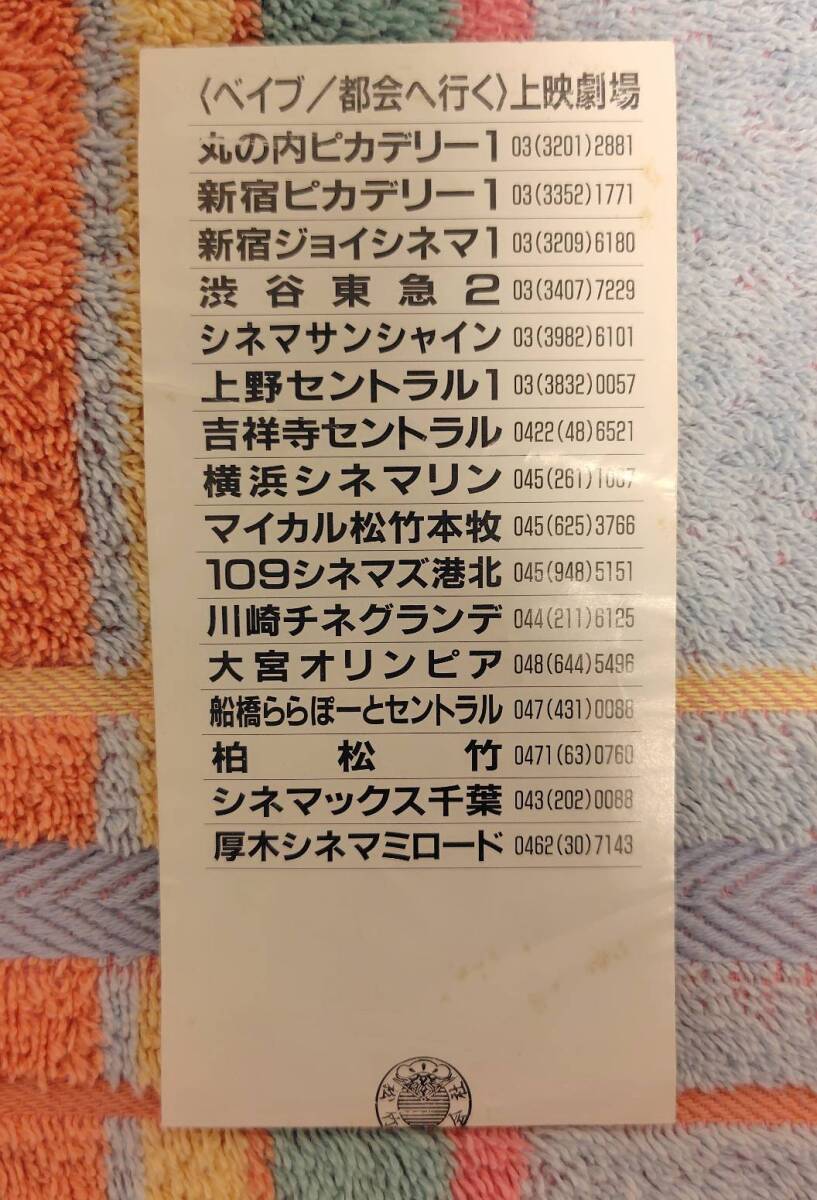 〈ベイブ／都会へ行く〉上映劇場
丸の内ピカデリー1 03(3201)2881
新宿ピカデリー1 03(3352)1771
新宿ジョイシネマ1 03(3209)6180
渋谷東急2 03(3407)7229
シネマサンシャイン 03(3982)6101
上野セントラル1 03(3832)0057
吉祥寺セントラル 0422(48)6521
横浜シネマリン
マイカル松竹本牧 045(625)3766
109シネマズ港北 045(948)5151
川崎チネグランデ 044(211)6125
大宮オリンピア 048(644)5496
船橋ららぽーとセントラル 047(431)0088
柏松竹 0471(63)0760
シネマックス千葉 043(202)0088
厚木シネマミロード 0462(30)7143